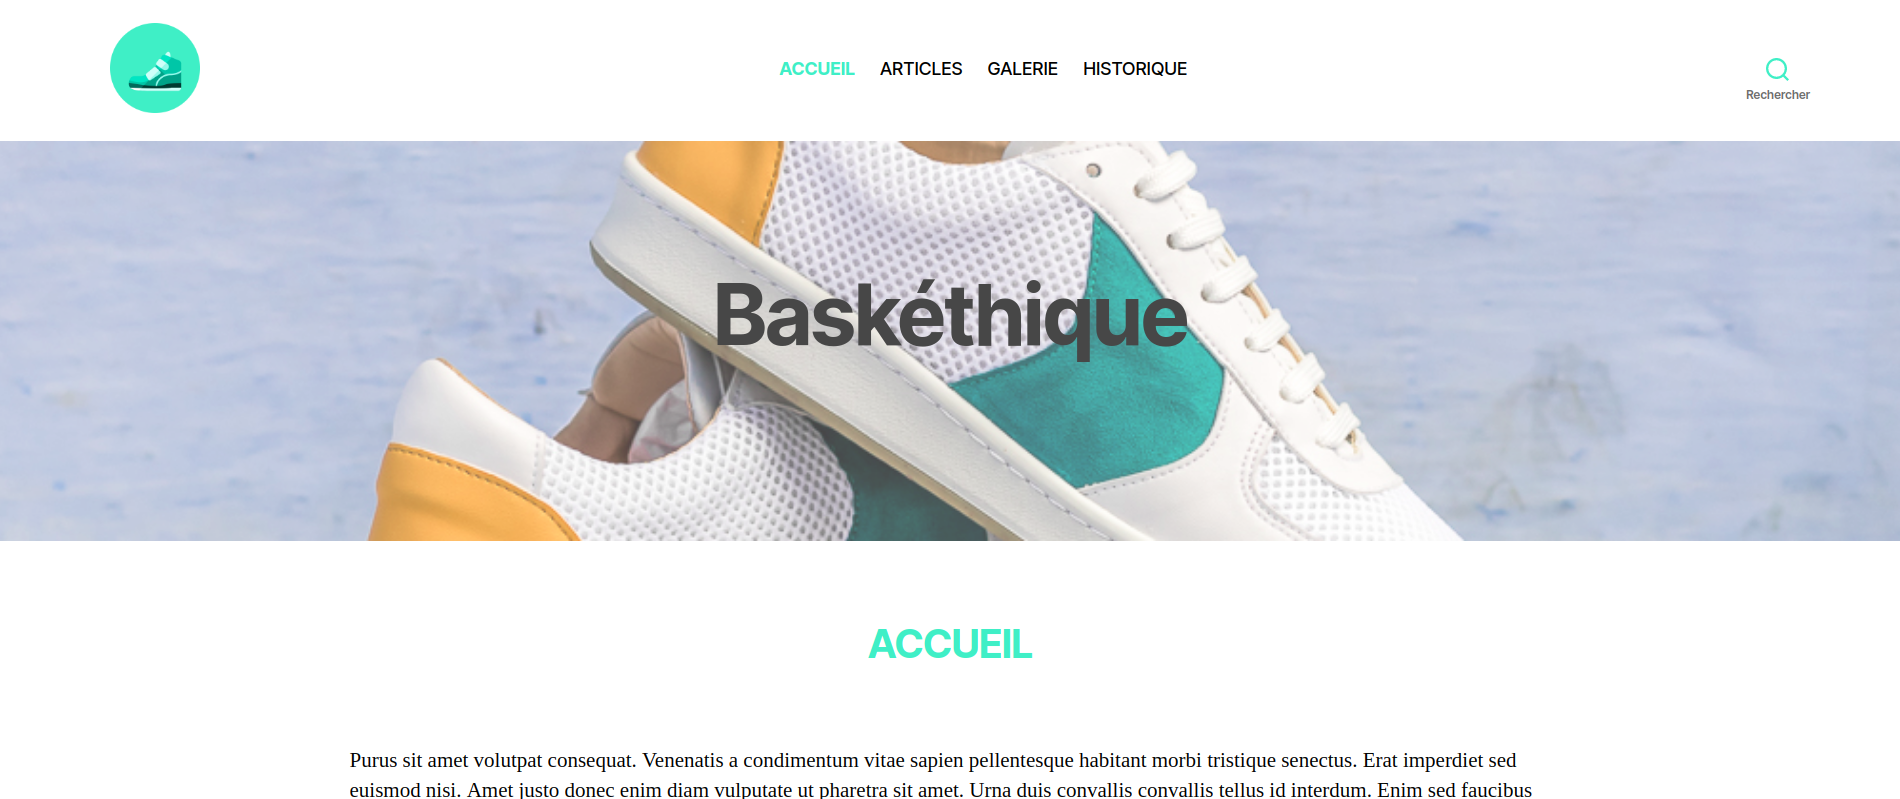 ACCUEIL ARTICLES GALERIE HISTORIQUE
Rechercher
Baskéthique
ACCUEIL
Purus sit amet volutpat consequat. Venenatis a condimentum vitae sapien pellentesque habitant morbi tristique senectus. Erat imperdiet sed
euismod nisi. Amet justo donec enim diam vulputate ut pharetra sit amet. Urna duis convallis convallis tellus id interdum. Enim sed faucibus